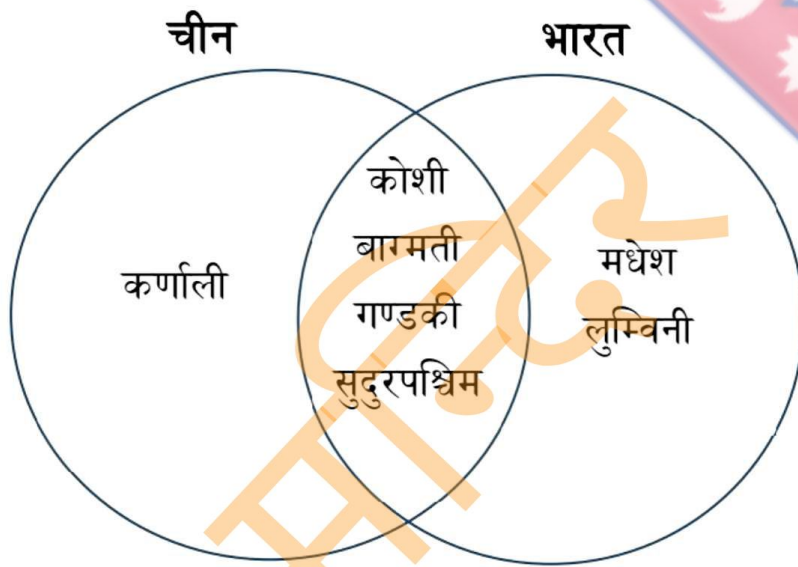 चीन
भारत
कर्णाली
कोशी
बागमती
गण्डकी
सुदुरपश्चिम
मधेश
लुम्विनी